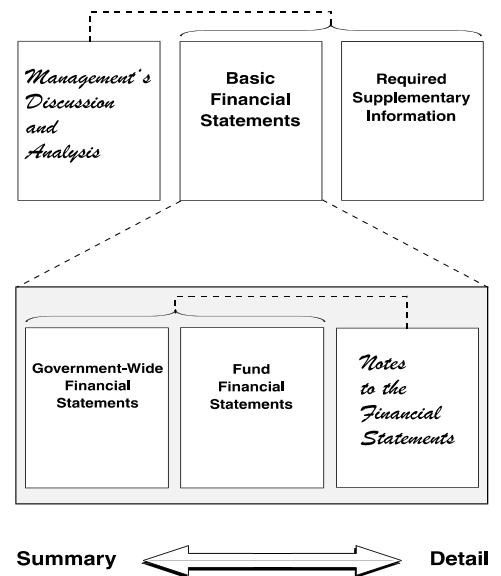 Management's
Discussion
and
Analysis
Basic
Financial
Statements
Required
Supplementary
Information
Government-Wide
Financial
Statements
Fund
Financial
Statements
Notes
to the
Financial
Statements
Summary
Detail